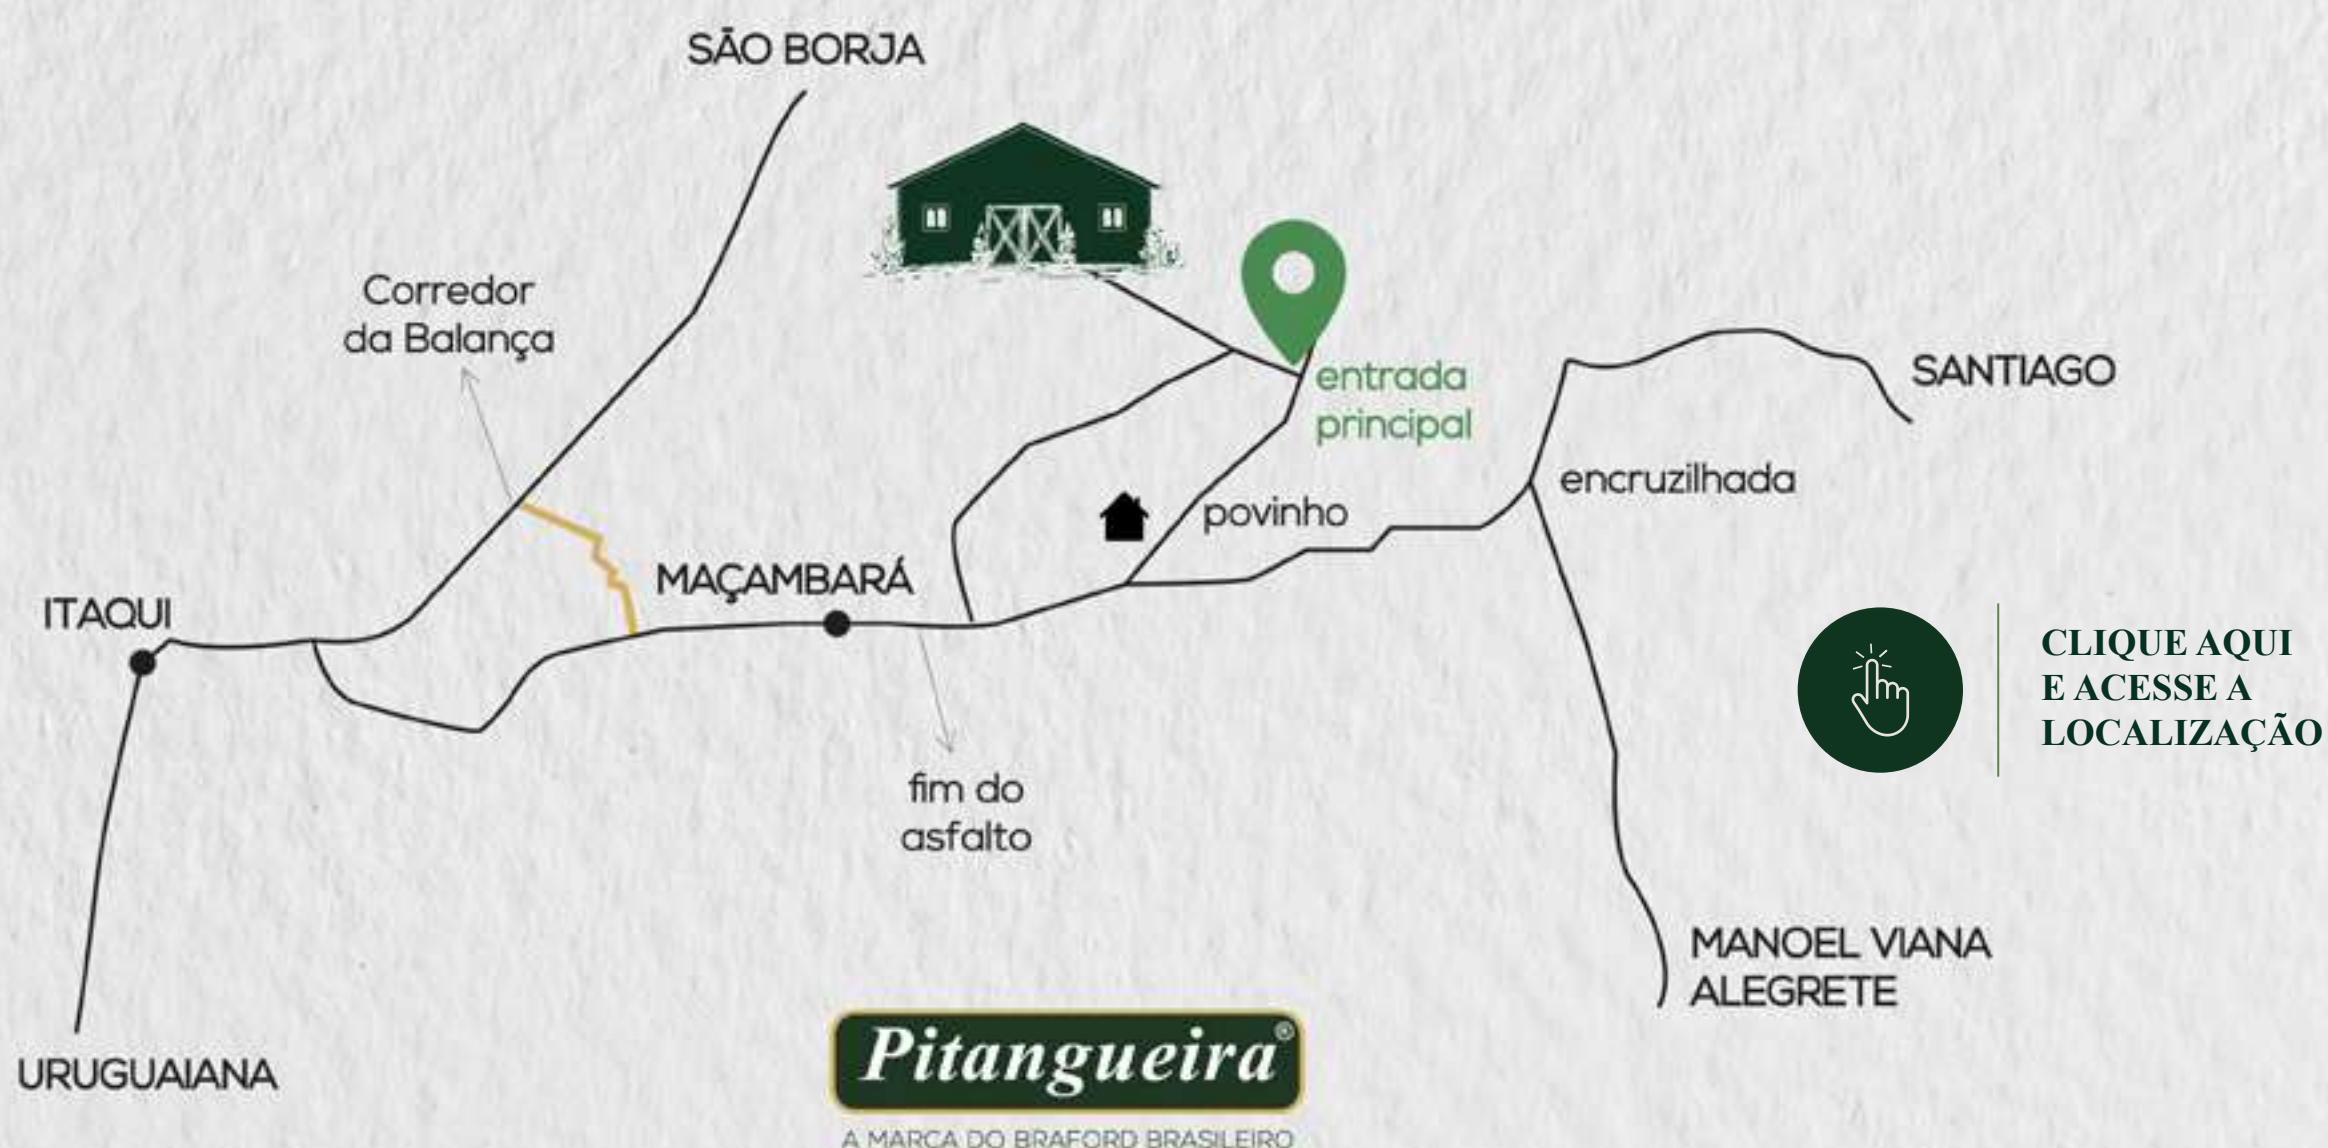 SÃO BORJA
Corredor
da Balança
entrada
principal
SANTIAGO
encruzilhada
povinho
MAÇAMBARÁ
ITAQUI
CLIQUE AQUI
E ACESSE A
LOCALIZAÇÃO
fim do
asfalto
MANOEL VIANA
ALEGRETE
URUGUAIANA
Pitangueira®
A MARCA DO BRAFORD BRASILEIRO